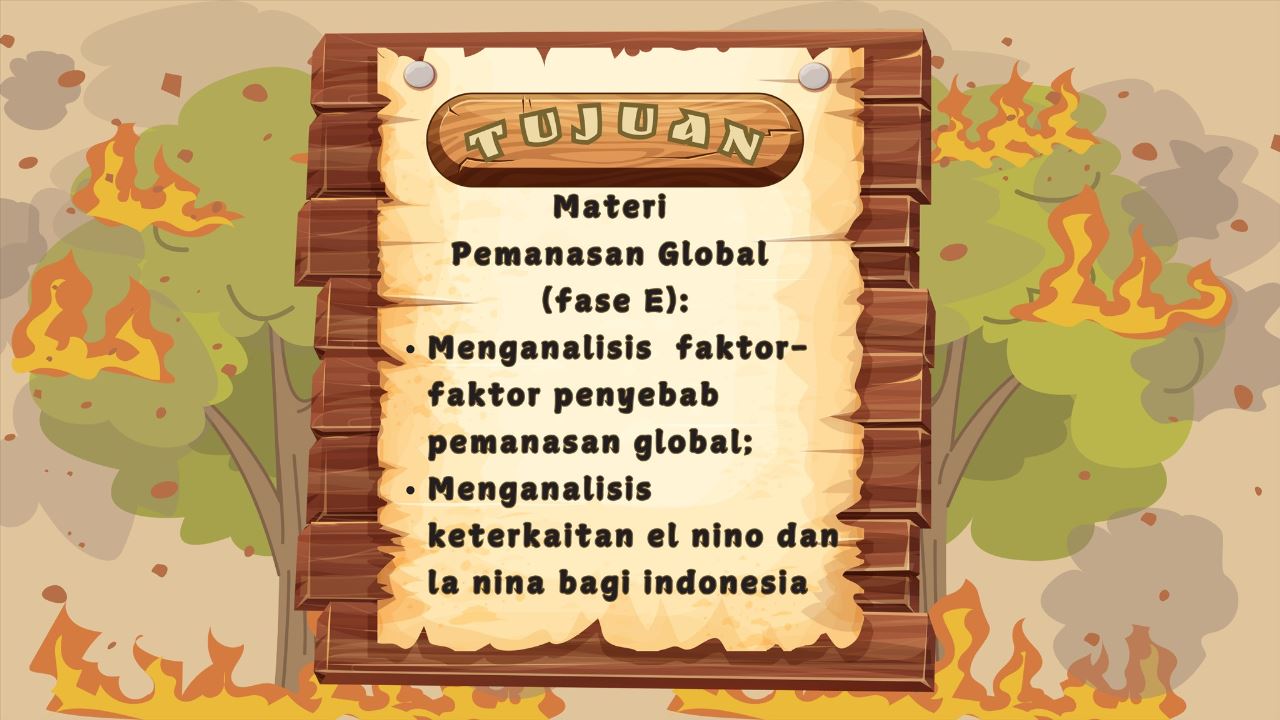 TUJUAN
Materi
Pemanasan Global
(fase E):
• Menganalisis faktor-
faktor penyebab
pemanasan global;
• Menganalisis
keterkaitan el nino dan
la nina bagi indonesia